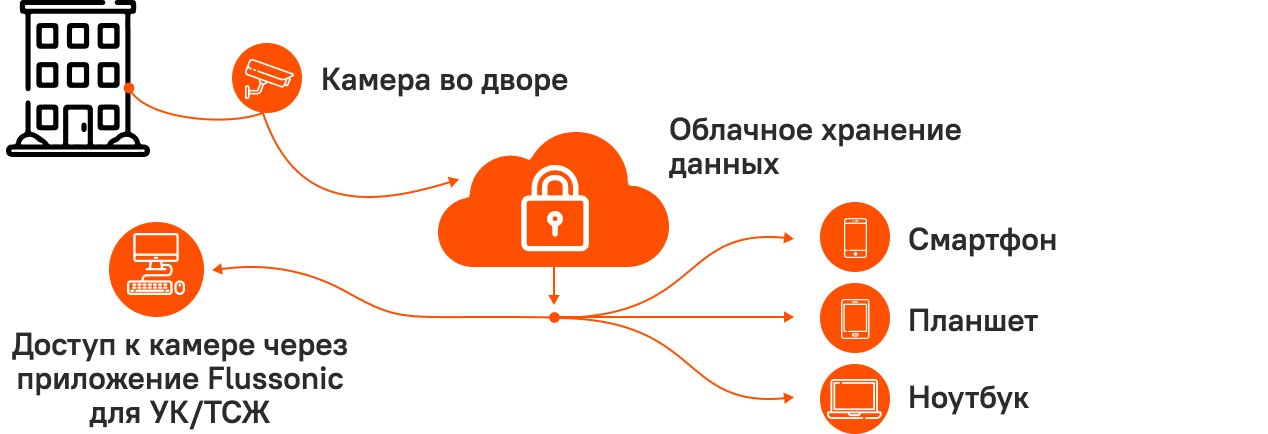 Камера во дворе
Облачное хранение
данных
Смартфон
Планшет
Ноутбук
Доступ к камере через
приложение Flussonic
для УК/ТСЖ